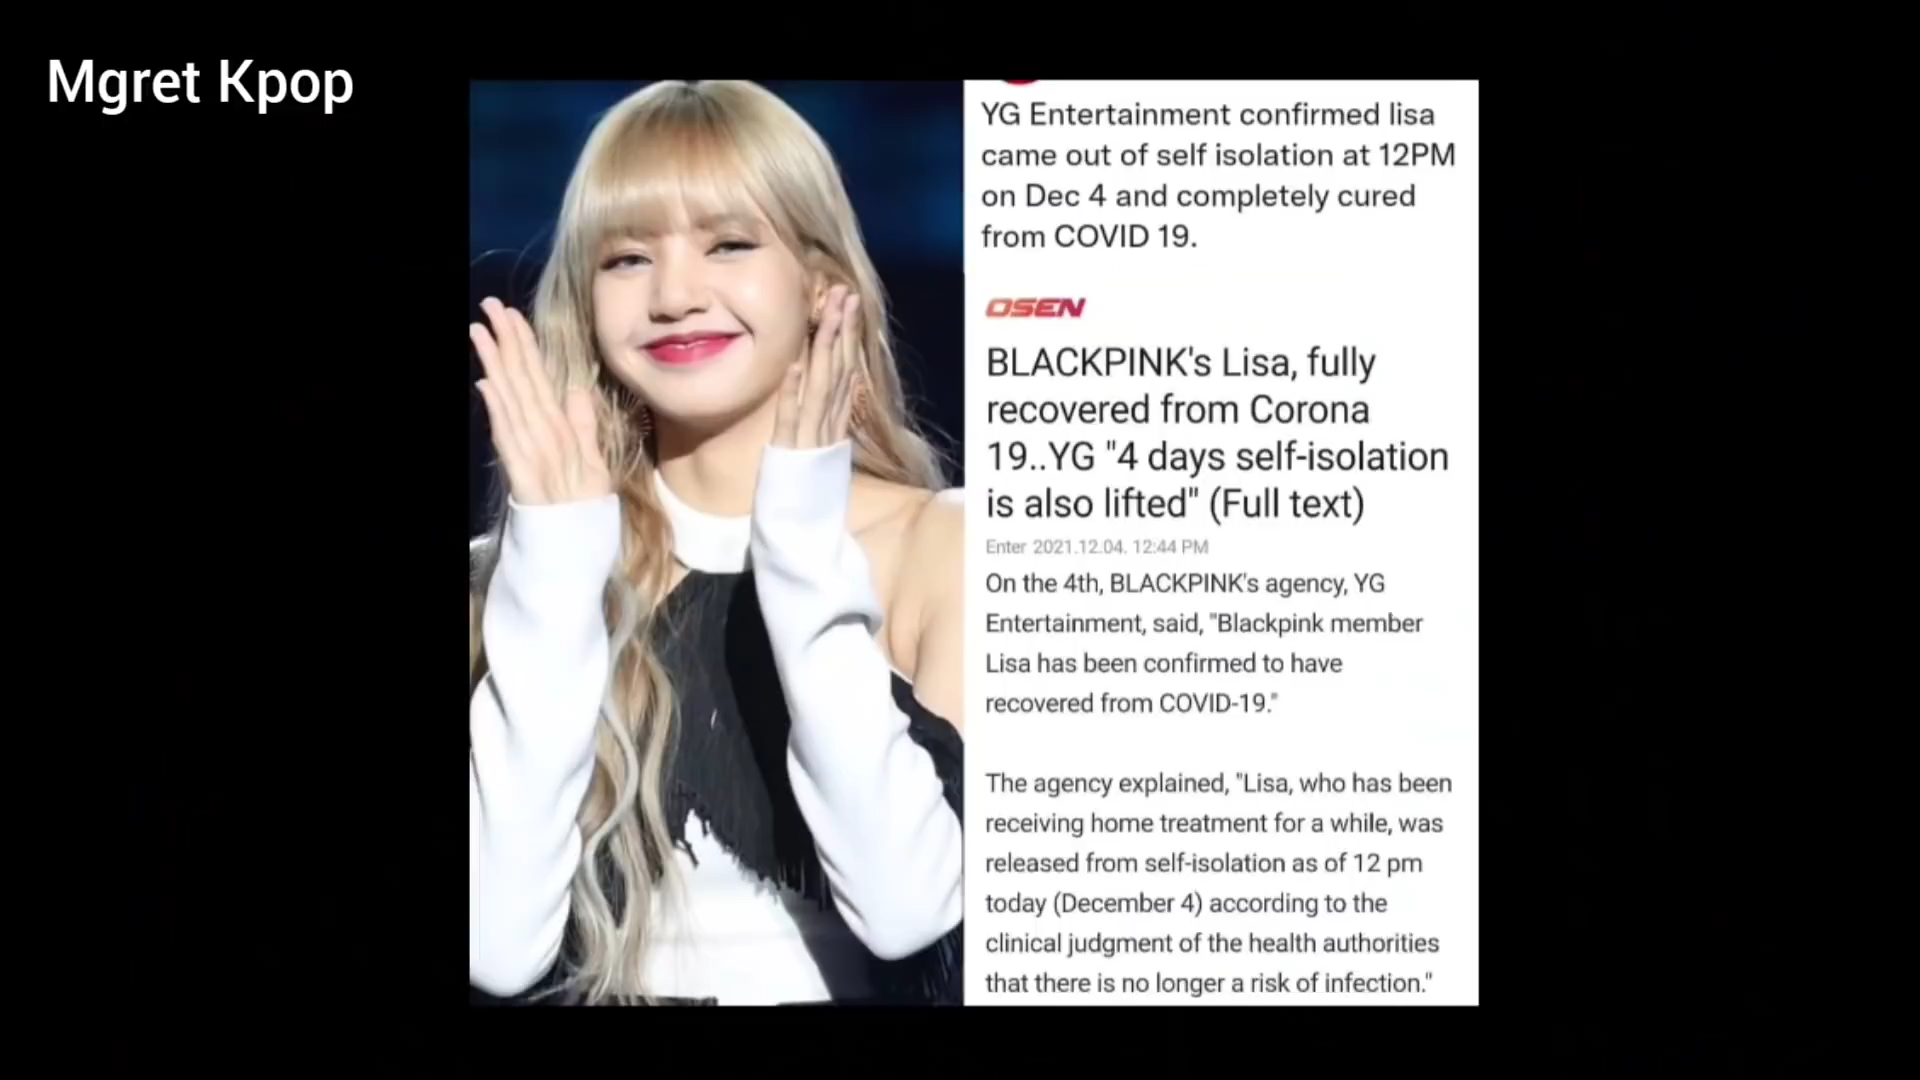 Mgret Kpop
YG Entertainment confirmed lisa
came out of self isolation at 12PM
on Dec 4 and completely cured
from COVID 19.
OSEN
BLACKPINK's Lisa, fully
recovered from Corona
19..YG "4 days self-isolation
is also lifted" (Full text)
Enter 2021.12.04. 12:44 PM
On the 4th, BLACKPINK's agency, YG
Entertainment, said, "Blackpink member
Lisa has been confirmed to have
recovered from COVID-19."
The agency explained, "Lisa, who has been
receiving home treatment for a while, was
released from self-isolation as of 12 pm
today (December 4) according to the
clinical judgment of the health authorities
that there is no longer a risk of infection."